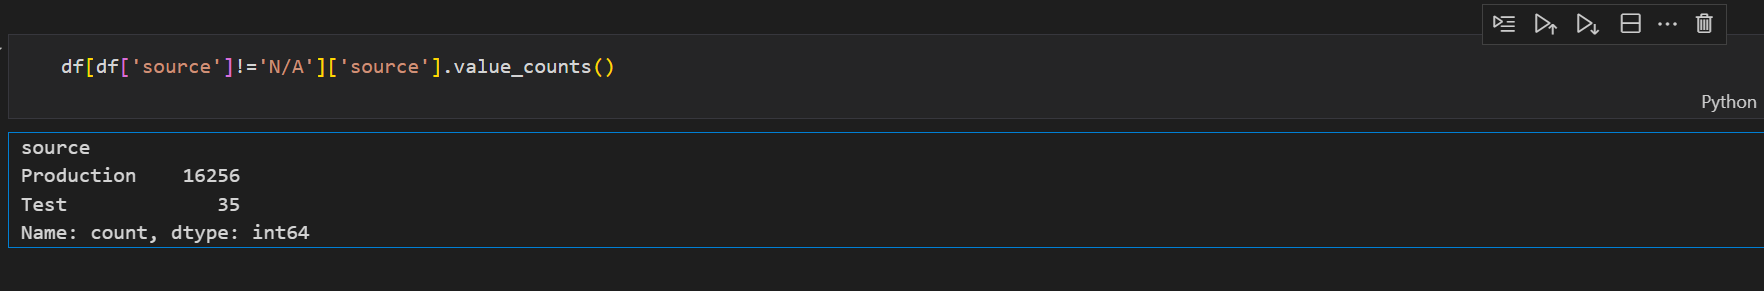 df[df['source']!='N/A']['source'].value_counts()
Python
source
Production    16256
Test             35
Name: count, dtype: int64